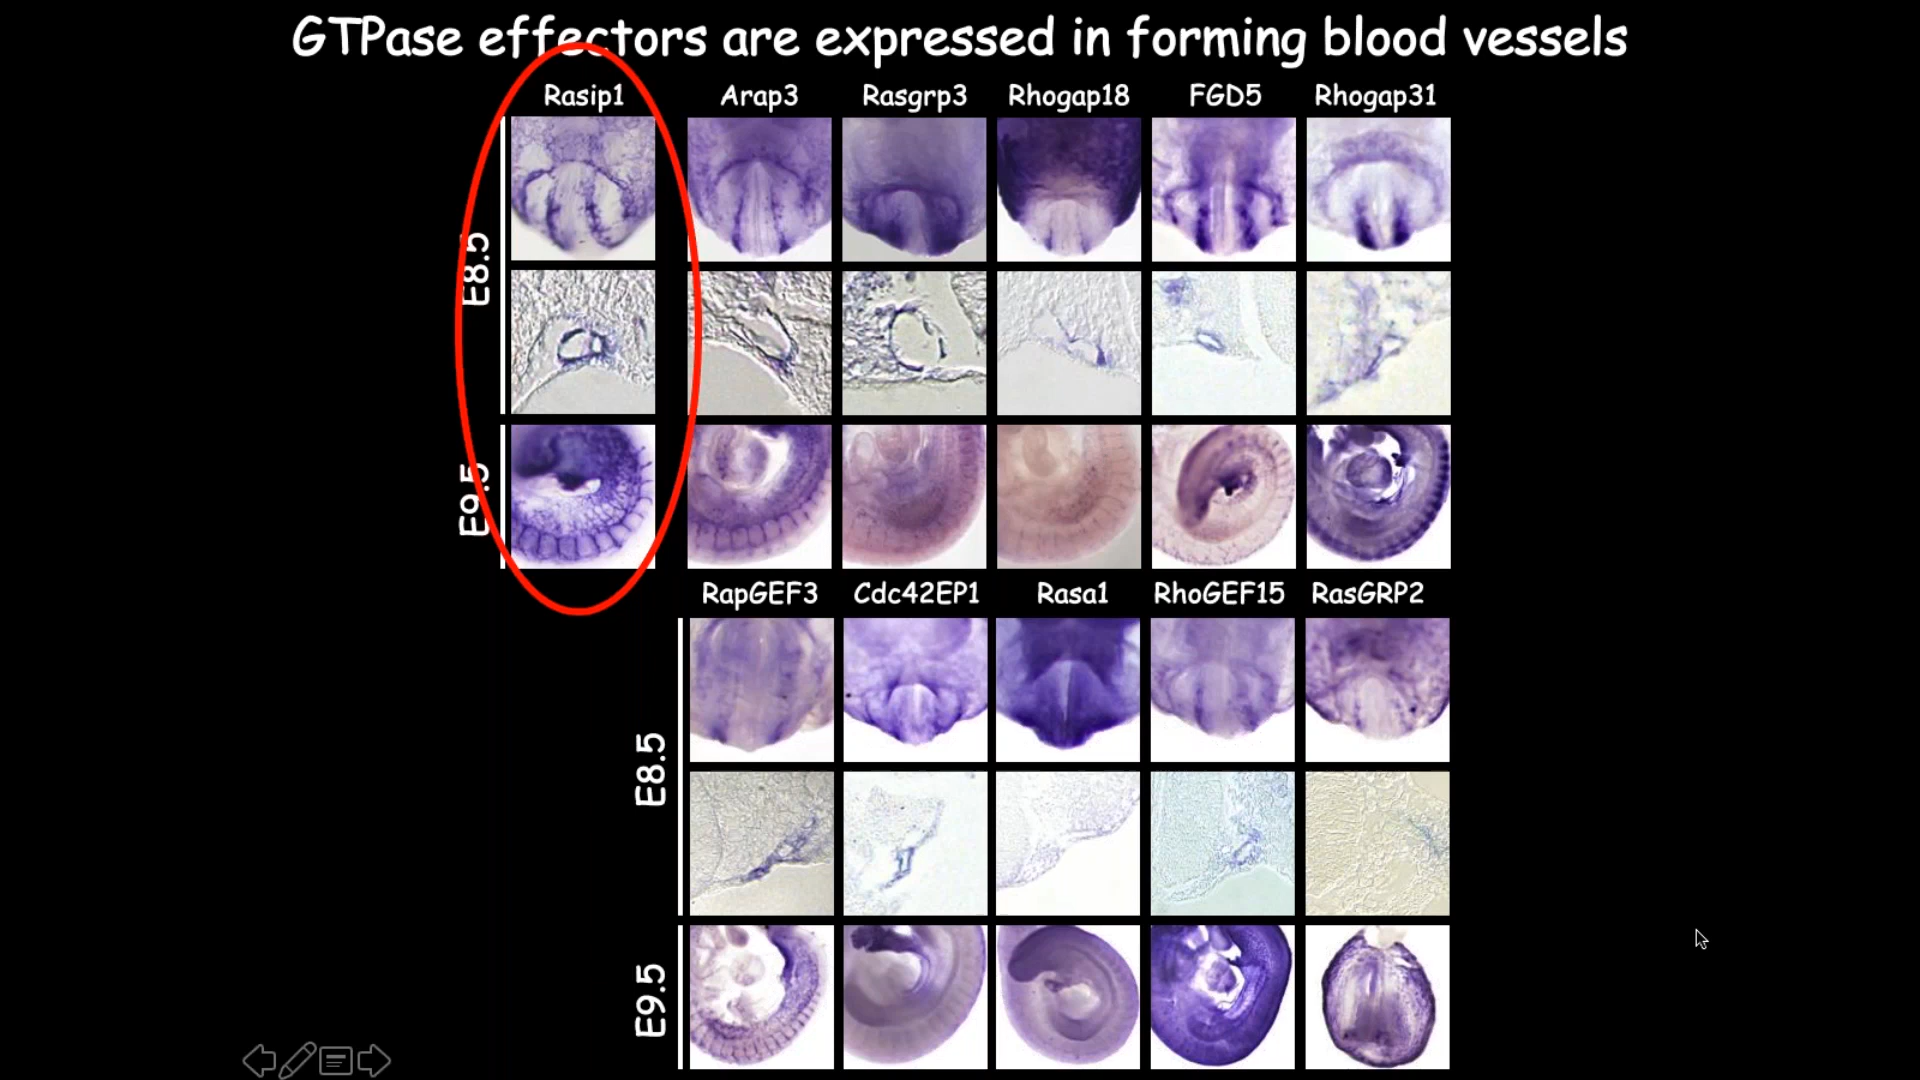 GTPase effectors are expressed in forming blood vessels
Rasip1 Arap3 Rasgrp3 Rhogap18 FGD5 Rhogap31
E8.5
E9.5
RapGEF3 Cdc42EP1 Rasa1 RhoGEF15 RasGRP2
E8.5
E9.5